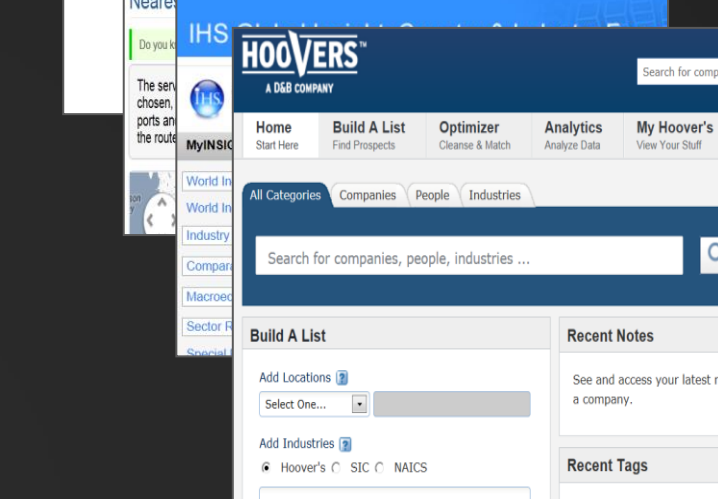 Neares
Do you k
The serv
chosen,
ports an
the route
IHS
IHS
MyINSIG
World In
World In
Industry
Compara
Macroec
Sector R
Special
HOOVERS™
A D&B COMPANY
Search for comp
Home
Start Here
Build A List
Find Prospects
Optimizer
Cleanse & Match
Analytics
Analyze Data
My Hoover's
View Your Stuff
All Categories
Companies
People
Industries
Search for companies, people, industries ...
Build A List
Add Locations ?
Select One...
Add Industries ?
Hoover's SIC NAICS
Recent Notes
See and access your latest n
a company.
Recent Tags